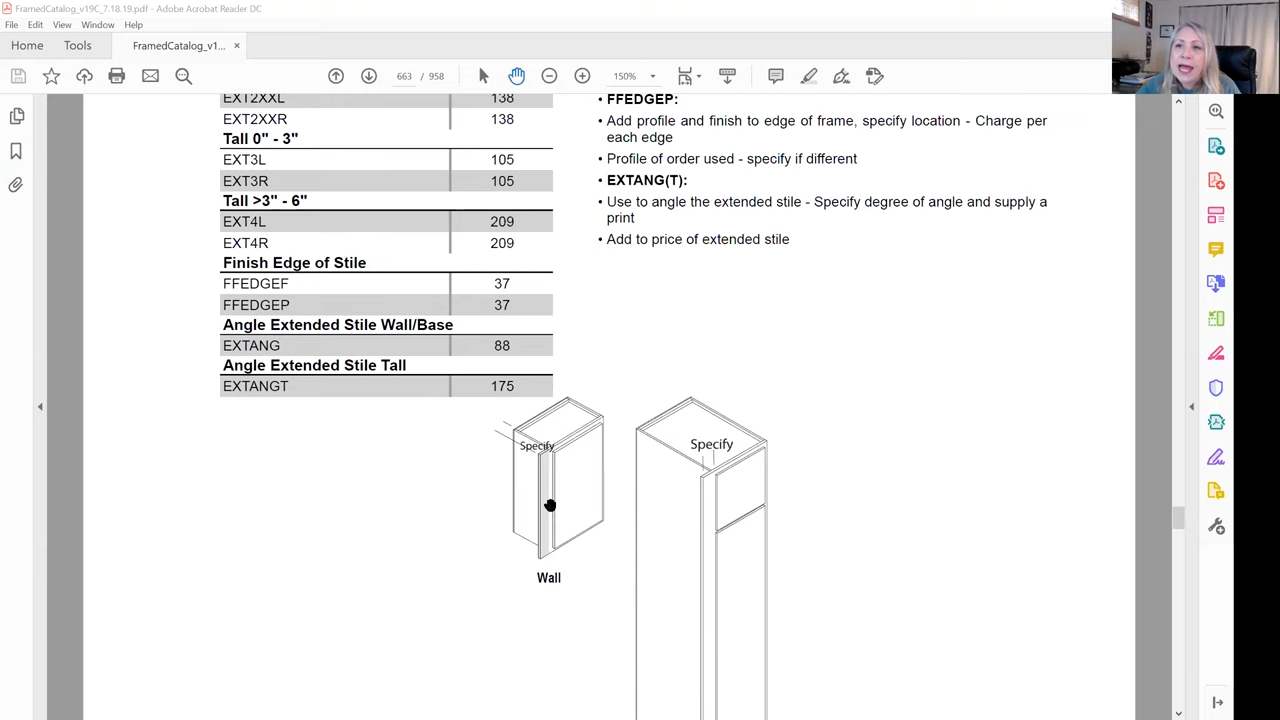 FramedCatalog_v19C_7.18.19.pdf - Adobe Acrobat Reader DC
File Edit View Window Help
Home Tools FramedCatalog_v1... ×
663 / 958 150%
EXT2XXL 138
EXT2XXR 138
Tall 0" - 3"
EXT3L 105
EXT3R 105
Tall >3" - 6"
EXT4L 209
EXT4R 209
Finish Edge of Stile
FFEDGEF 37
FFEDGEP 37
Angle Extended Stile Wall/Base
EXTANG 88
Angle Extended Stile Tall
EXTANGT 175
• FFEDGEP:
• Add profile and finish to edge of frame, specify location - Charge per
each edge
• Profile of order used - specify if different
• EXTANG(T):
• Use to angle the extended stile - Specify degree of angle and supply a
print
• Add to price of extended stile
Specify
Specify
Wall